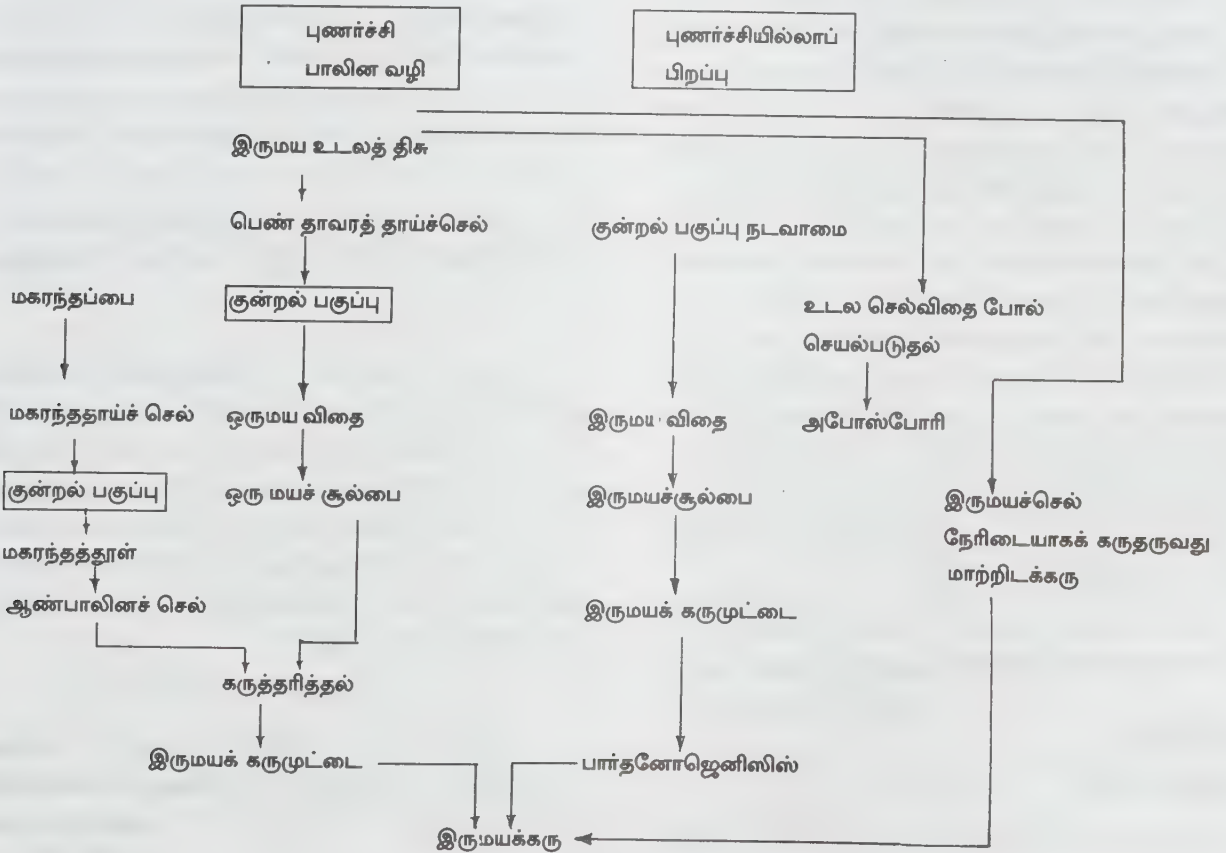 புணர்ச்சி
பாலின வழி
புணர்ச்சியில்லாப்
பிறப்பு
இருமய உடலத் திசு
பெண் தாவரத் தாய்ச்செல்
குன்றல் பகுப்பு நடவாமை
மகரந்தப்பை
குன்றல் பகுப்பு
உடல செல்விதை போல்
செயல்படுதல்
மகரந்ததாய்ச் செல்
ஒருமய விதை
இருமய விதை
அபோஸ்போரி
குன்றல் பகுப்பு
ஒரு மயச் சூல்பை
இருமயச்சூல்பை
இருமயச்செல்
நேரிடையாகக் கருதருவது
மாற்றிடக்கரு
மகரந்தத்தூள்
ஆண்பாலினச் செல்
இருமயக் கருமுட்டை
கருத்தரித்தல்
இருமயக் கருமுட்டை
பார்தனோஜெனிஸிஸ்
இருமயக்கரு